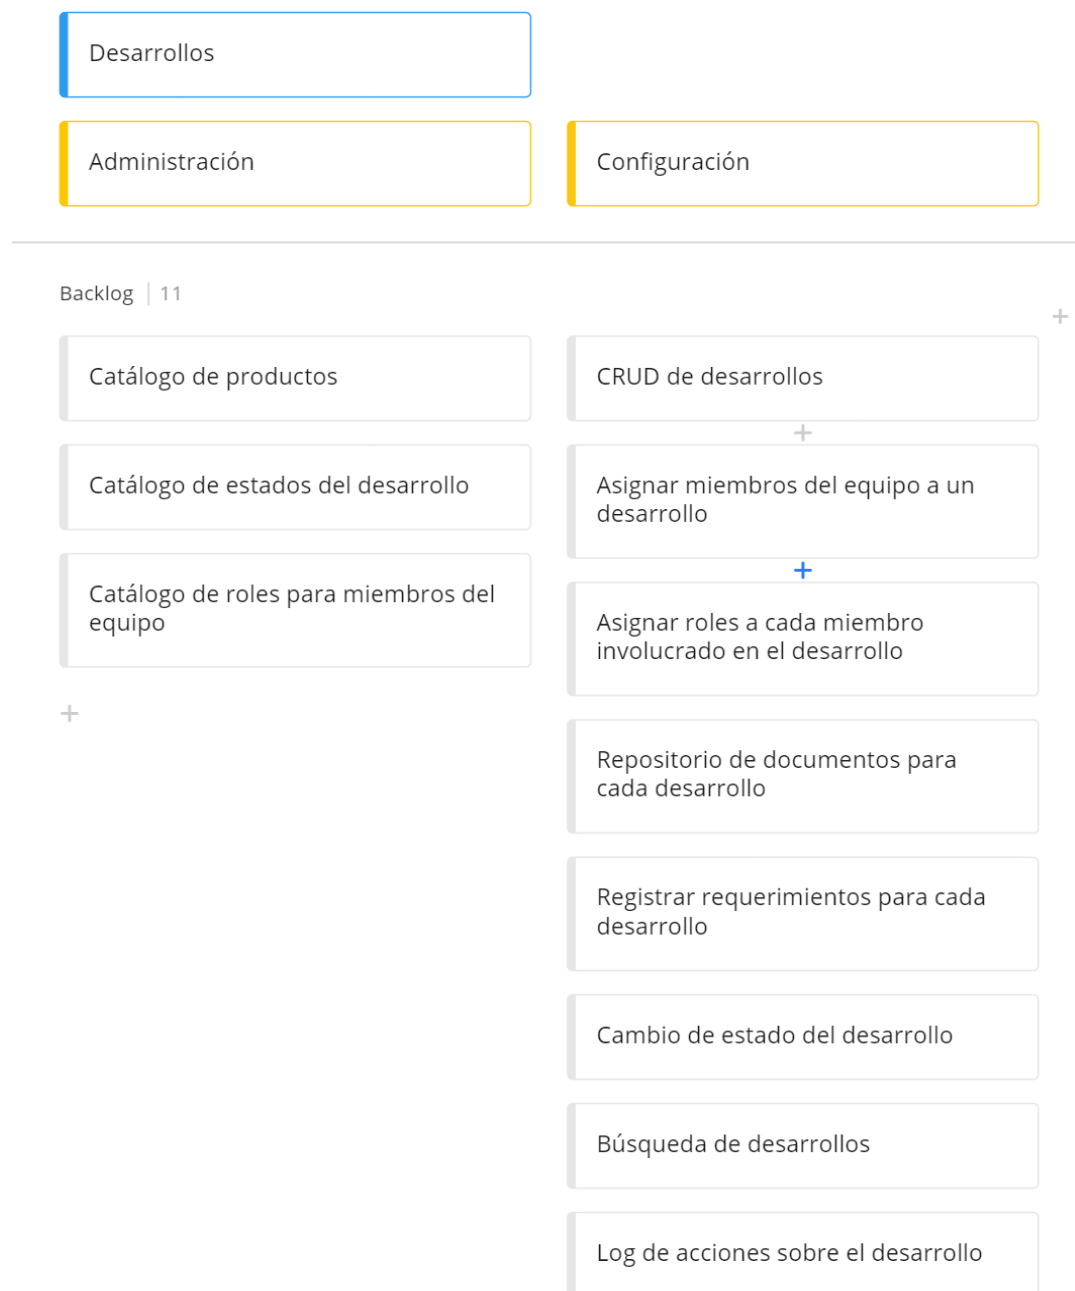 Desarrollos
Administración
Configuración
Backlog 11
Catálogo de productos
Catálogo de estados del desarrollo
Catálogo de roles para miembros del
equipo
CRUD de desarrollos
Asignar miembros del equipo a un
desarrollo
Asignar roles a cada miembro
involucrado en el desarrollo
Repositorio de documentos para
cada desarrollo
Registrar requerimientos para cada
desarrollo
Cambio de estado del desarrollo
Búsqueda de desarrollos
Log de acciones sobre el desarrollo